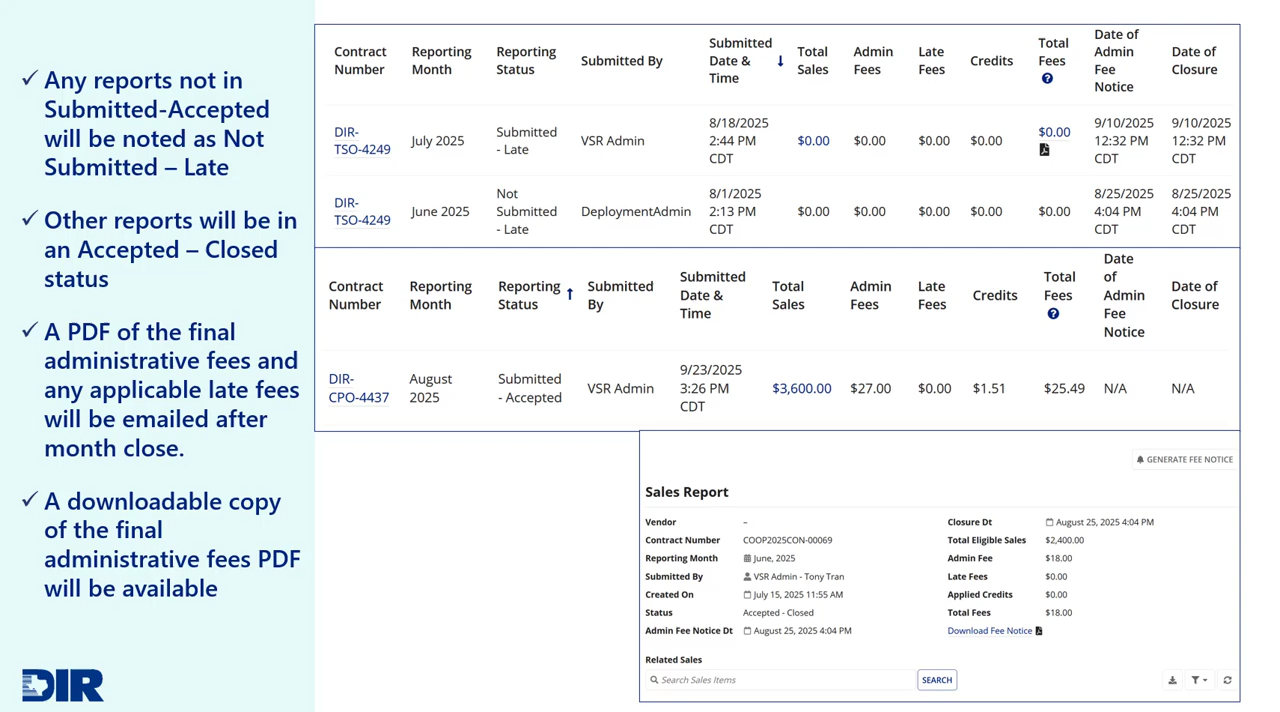 ✓ Any reports not in
Submitted-Accepted
will be noted as Not
Submitted – Late
✓ Other reports will be in
an Accepted – Closed
status
✓ A PDF of the final
administrative fees and
any applicable late fees
will be emailed after
month close.
✓ A downloadable copy
of the final
administrative fees PDF
will be available
DIR
Contract Number Reporting Month Reporting Status Submitted By Submitted Date & Time ↓ Total Sales Admin Fees Late Fees Credits Total Fees ? Date of Admin Fee Notice Date of Closure
DIR-TSO-4249 July 2025 Submitted - Late VSR Admin 8/18/2025 2:44 PM CDT $0.00 $0.00 $0.00 $0.00 $0.00 9/10/2025 12:32 PM CDT 9/10/2025 12:32 PM CDT
DIR-TSO-4249 June 2025 Not Submitted - Late DeploymentAdmin 8/1/2025 2:13 PM CDT $0.00 $0.00 $0.00 $0.00 $0.00 8/25/2025 4:04 PM CDT 8/25/2025 4:04 PM CDT
Contract Number Reporting Month Reporting Status ↑ Submitted By Submitted Date & Time Total Sales Admin Fees Late Fees Credits Total Fees ? Date of Admin Fee Notice Date of Closure
DIR-CPO-4437 August 2025 Submitted - Accepted VSR Admin 9/23/2025 3:26 PM CDT $3,600.00 $27.00 $0.00 $1.51 $25.49 N/A N/A
GENERATE FEE NOTICE
Sales Report
Vendor – Closure Dt August 25, 2025 4:04 PM
Contract Number COOP2025CON-00069 Total Eligible Sales $2,400.00
Reporting Month June, 2025 Admin Fee $18.00
Submitted By VSR Admin - Tony Tran Late Fees $0.00
Created On July 15, 2025 11:55 AM Applied Credits $0.00
Status Accepted - Closed Total Fees $18.00
Admin Fee Notice Dt August 25, 2025 4:04 PM Download Fee Notice
Related Sales
Search Sales Items SEARCH